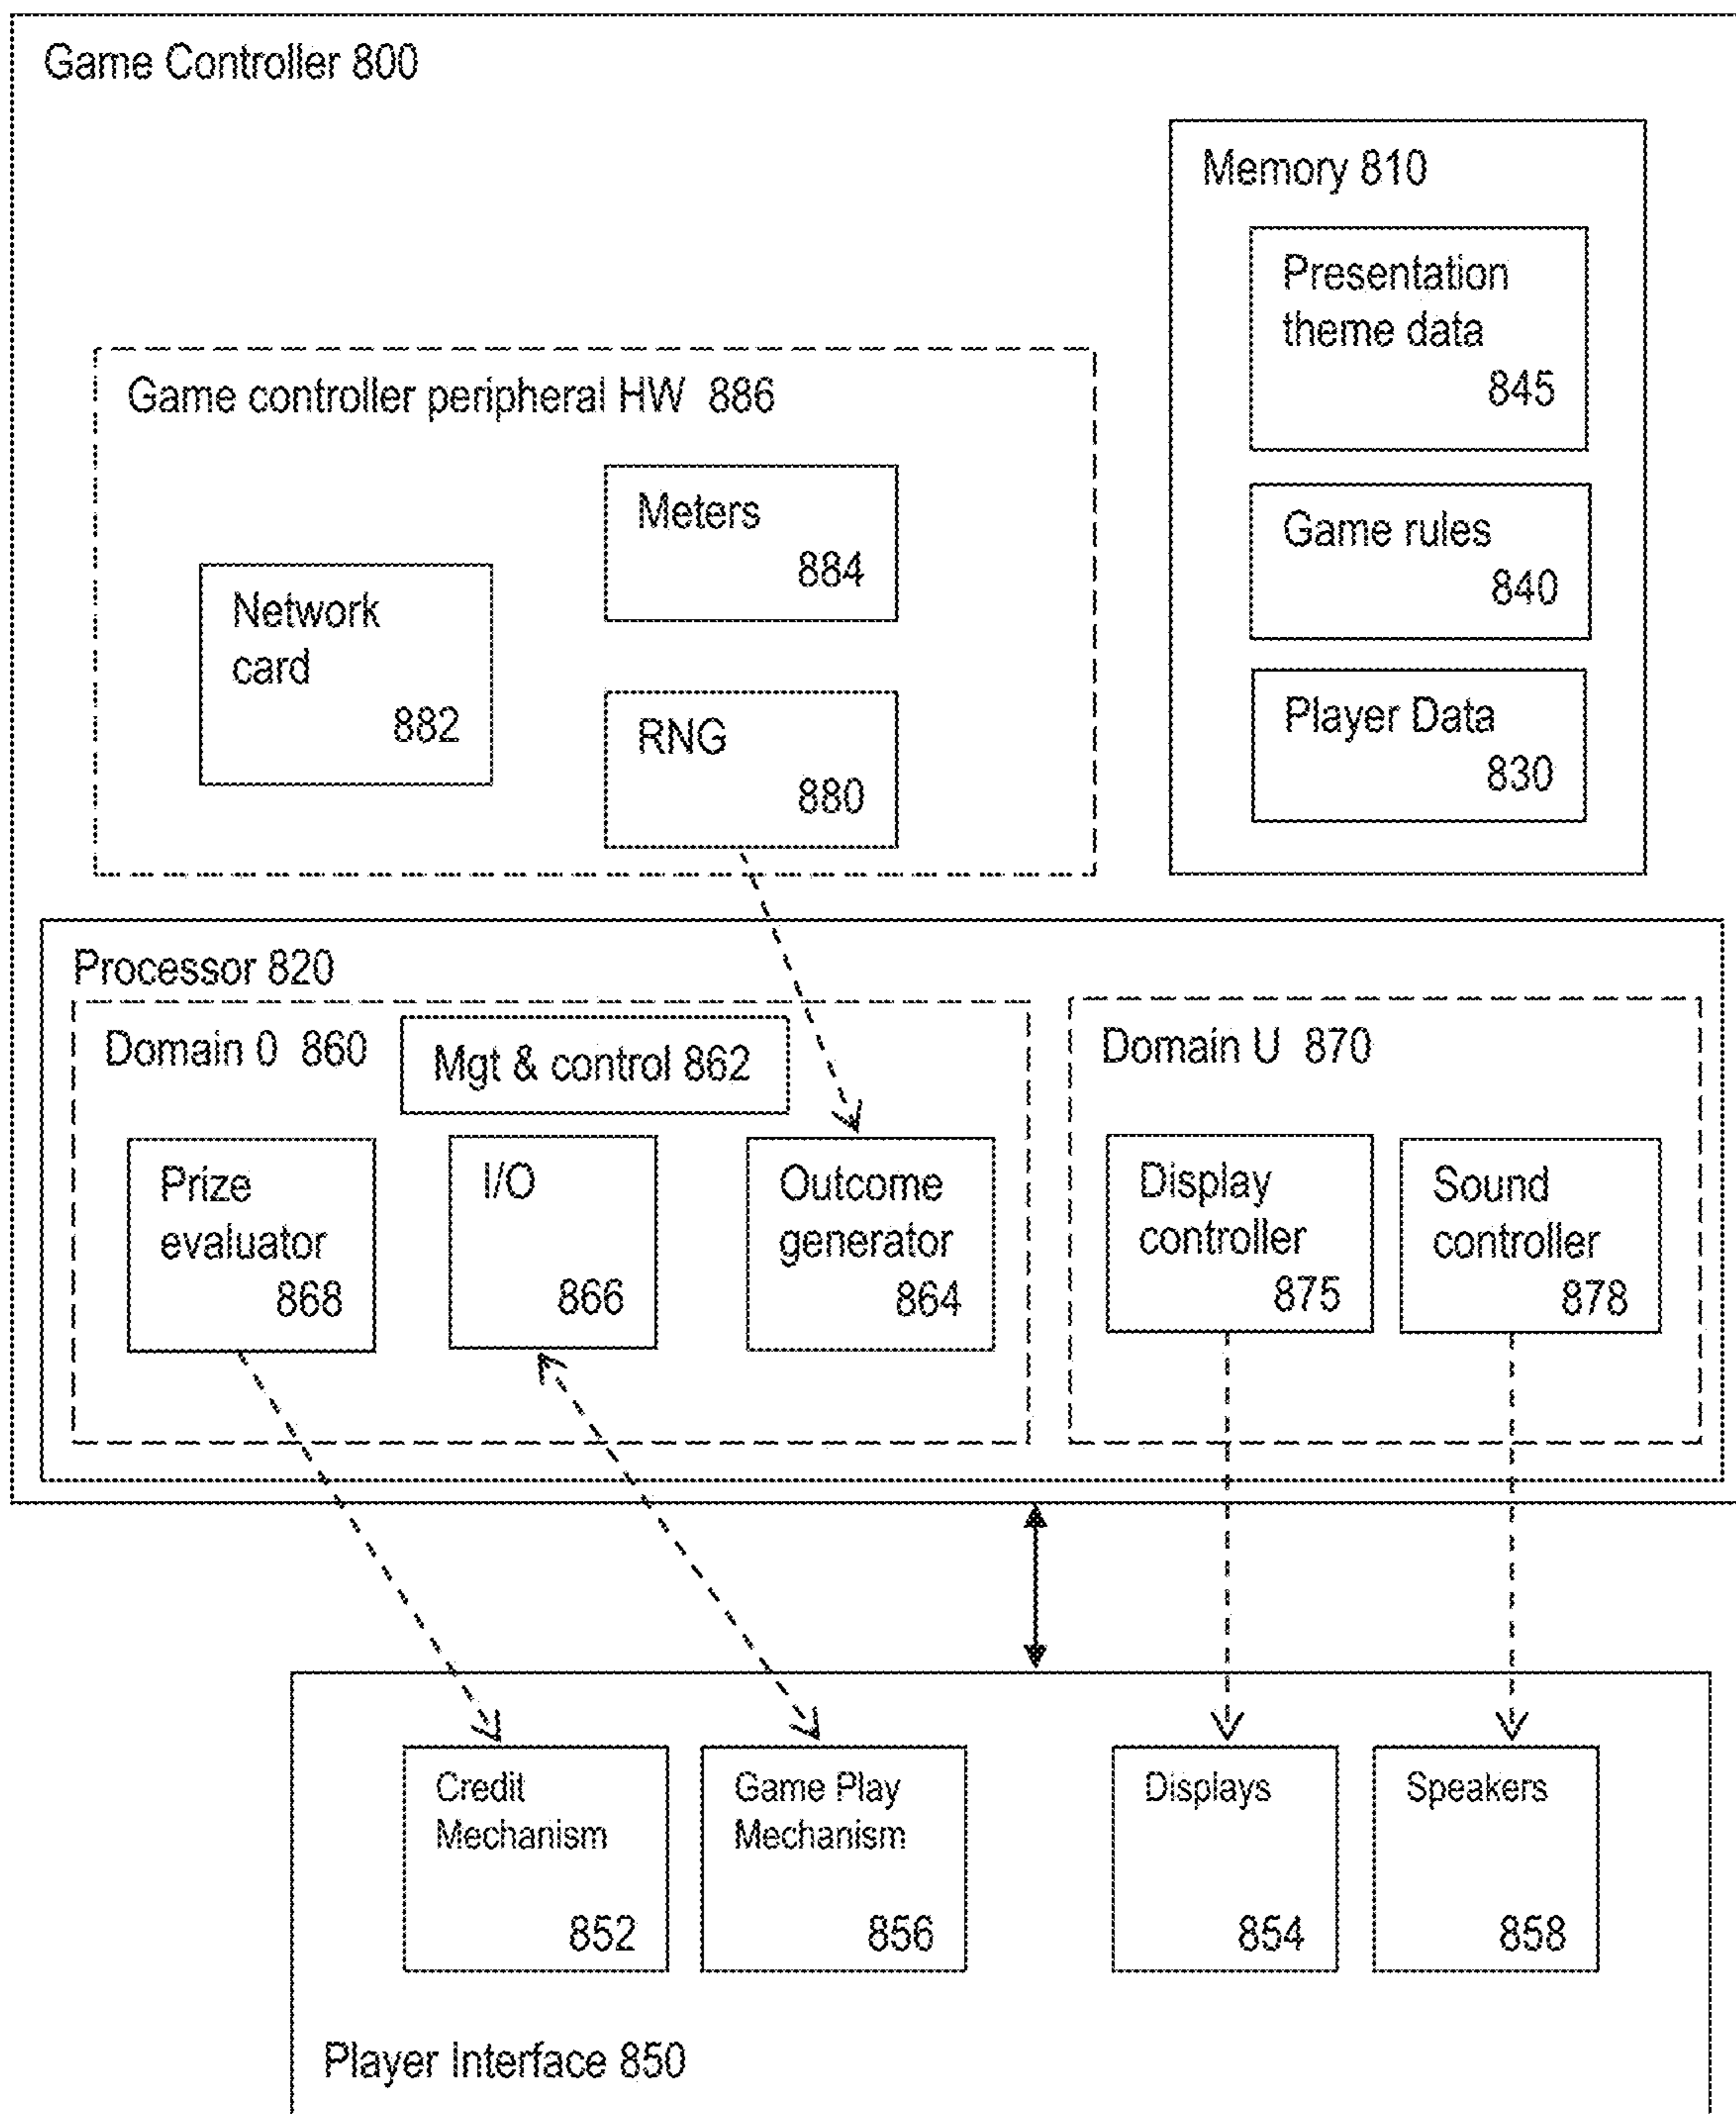 Game Controller 800
Memory 810
Presentation
theme data
845
Game rules
840
Player Data
830
Game controller peripheral HW 886
Meters
884
Network
card
882
RNG
880
Processor 820
Domain 0 860
Mgt & control 862
Prize
evaluator
868
I/O
866
Outcome
generator
864
Domain U 870
Display
controller
875
Sound
controller
878
Credit
Mechanism
852
Game Play
Mechanism
856
Displays
854
Speakers
858
Player Interface 850